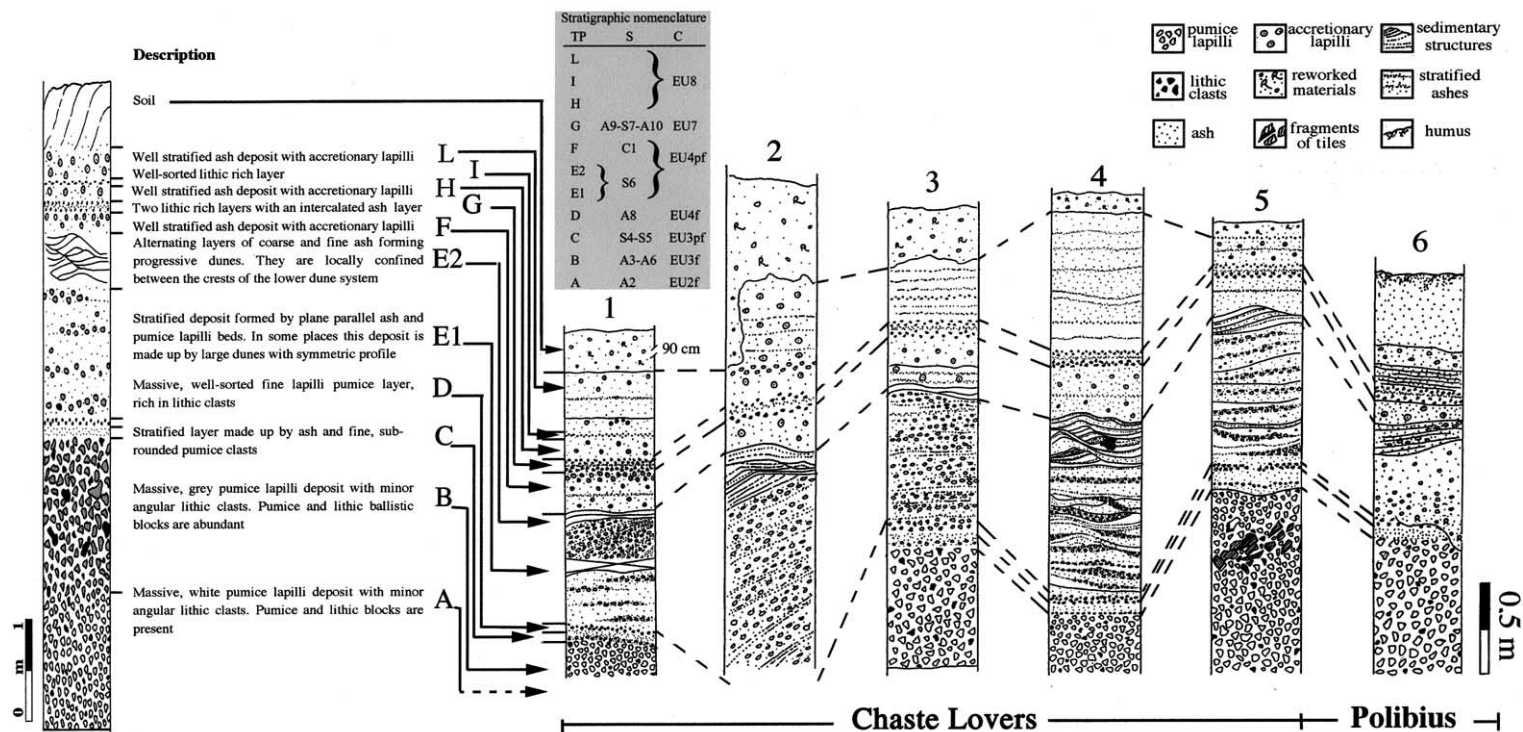 Description
Soil
Well stratified ash deposit with accretionary lapilli
Well-sorted lithic rich layer
Well stratified ash deposit with accretionary lapilli
Two lithic rich layers with an intercalated ash layer
Well stratified ash deposit with accretionary lapilli
Alternating layers of coarse and fine ash forming
progressive dunes. They are locally confined
between the crests of the lower dune system
Stratified deposit formed by plane parallel ash and
pumice lapilli beds. In some places this deposit is
made up by large dunes with symmetric profile
Massive, well-sorted fine lapilli pumice layer,
rich in lithic clasts
Stratified layer made up by ash and fine, sub-
rounded pumice clasts
Massive, grey pumice lapilli deposit with minor
angular lithic clasts. Pumice and lithic ballistic
blocks are abundant
Massive, white pumice lapilli deposit with minor
angular lithic clasts. Pumice and lithic blocks are
present
1
m
0
L
I
H
G
F
E2
E1
D
C
B
A
Stratigraphic nomenclature
TP S C
L
I EU8
H
G A9-S7-A10 EU7
F C1
EU4pf
E2
S6
E1
D A8 EU4f
C S4-S5 EU3pf
B A3-A6 EU3f
A A2 EU2f
1
90 cm
R
R
R
R
2
R
R
R
R
R
3
R
R
R
4
R
R
5
6
pumice
lapilli
accretionary
lapilli
sedimentary
structures
lithic
clasts
R
R
reworked
materials
stratified
ashes
ash
fragments
of tiles
humus
0.5 m
Chaste Lovers
Polibius